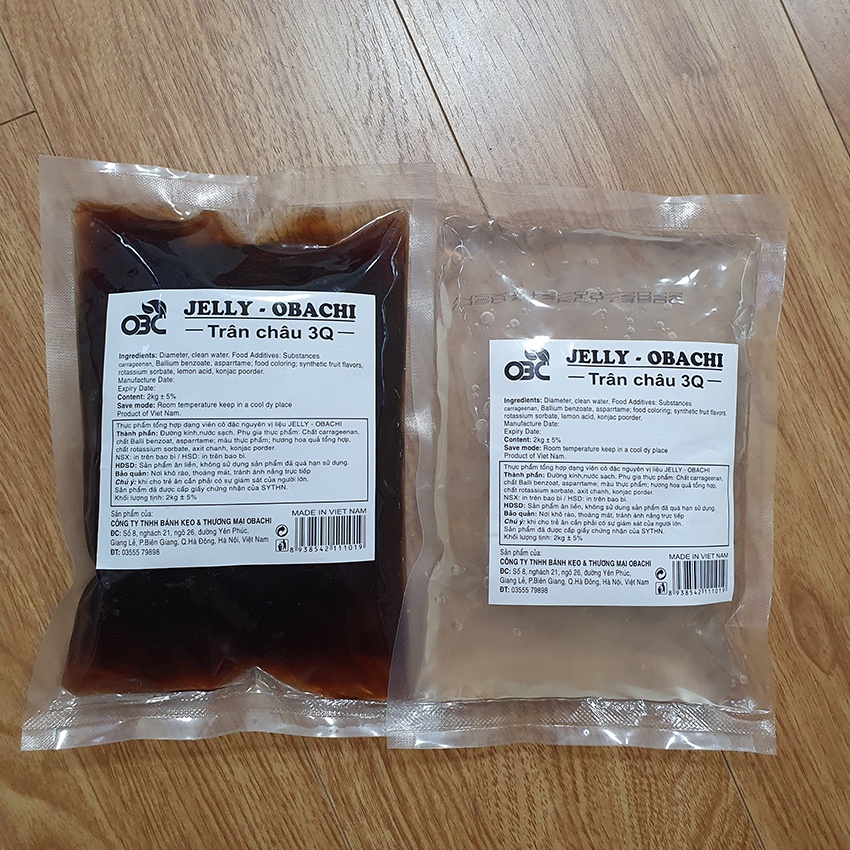 OBC
JELLY - OBACHI
Trân châu 3Q
Ingredients: Diameter, clean water. Food Additives: Substances
carrageenan, Ballium benzoate, asparrtame; food coloring; synthetic fruit flavors,
rotassium sorbate, lemon acid, konjac poorder.
Manufacture Date:
Expiry Date:
Content: 2kg ± 5%
Save mode: Room temperature keep in a cool dy place
Product of Viet Nam.
Thực phẩm tổng hợp dạng viên cô đặc nguyên vị liệu JELLY - OBACHI
Thành phần: Đường kính,nước sạch. Phụ gia thực phẩm: Chất carrageenan,
chất Balli benzoat, asparrtame; màu thực phẩm; hương hoa quả tổng hợp,
chất rotassium sorbate, axit chanh, konjac porder.
NSX: in trên bao bì / HSD: in trên bao bì.
HDSD: Sản phẩm ăn liền, không sử dụng sản phẩm đã quá hạn sử dụng.
Bảo quản: Nơi khô ráo, thoáng mát, tránh ánh nắng trực tiếp
Chú ý: khi cho trẻ ăn cần phải có sự giám sát của người lớn.
Sản phẩm đã được cấp giấy chứng nhận của SYTHN.
Khối lượng tịnh: 2kg ± 5%
Sản phẩm của:
CÔNG TY TNHH BÁNH KẸO & THƯƠNG MẠI OBACHI
ĐC: Số 8, nghách 21, ngõ 26, đường Yên Phúc,
Giang Lẻ, P.Biên Giang, Q.Hà Đông, Hà Nội, Việt Nam
ĐT: 03555 79898
MADE IN VIET NAM
8 938542 111019
OBC
JELLY - OBACHI
Trân châu 3Q
Ingredients: Diameter, clean water. Food Additives: Substances
carrageenan, Ballium benzoate, aspartame; food coloring; synthetic fruit flavors,
rotassium sorbate, lemon acid, konjac poorder.
Manufacture Date:
Expiry Date:
Content: 2kg ± 5%
Save mode: Room temperature keep in a cool dy place
Product of Viet Nam.
Thực phẩm tổng hợp dạng viên cô đặc nguyên vị liệu JELLY - OBACHI
Thành phần: Đường kính,nước sạch. Phụ gia thực phẩm: Chất carrageenan,
chất Balli benzoat, asparrtame; màu thực phẩm; hương hoa quả tổng hợp,
chất rotassium sorbate, axit chanh, konjac porder.
NSX: in trên bao bì / HSD: in trên bao bì.
HDSD: Sản phẩm ăn liền, không sử dụng sản phẩm đã quá hạn sử dụng.
Bảo quản: Nơi khô ráo, thoáng mát, tránh ánh nắng trực tiếp
Chú ý: khi cho trẻ ăn cần phải có sự giám sát của người lớn.
Sản phẩm đã được cấp giấy chứng nhận của SYTHN.
Khối lượng tịnh: 2kg ± 5%
Sản phẩm của:
CÔNG TY TNHH BÁNH KẸO & THƯƠNG MẠI OBACHI
ĐC: Số 8, nghách 21, ngõ 26, đường Yên Phúc,
Giang Lẻ, P.Biên Giang, Q.Hà Đông, Hà Nội, Việt Nam
ĐT: 03555 79898
MADE IN VIET NAM
8 938542 111019